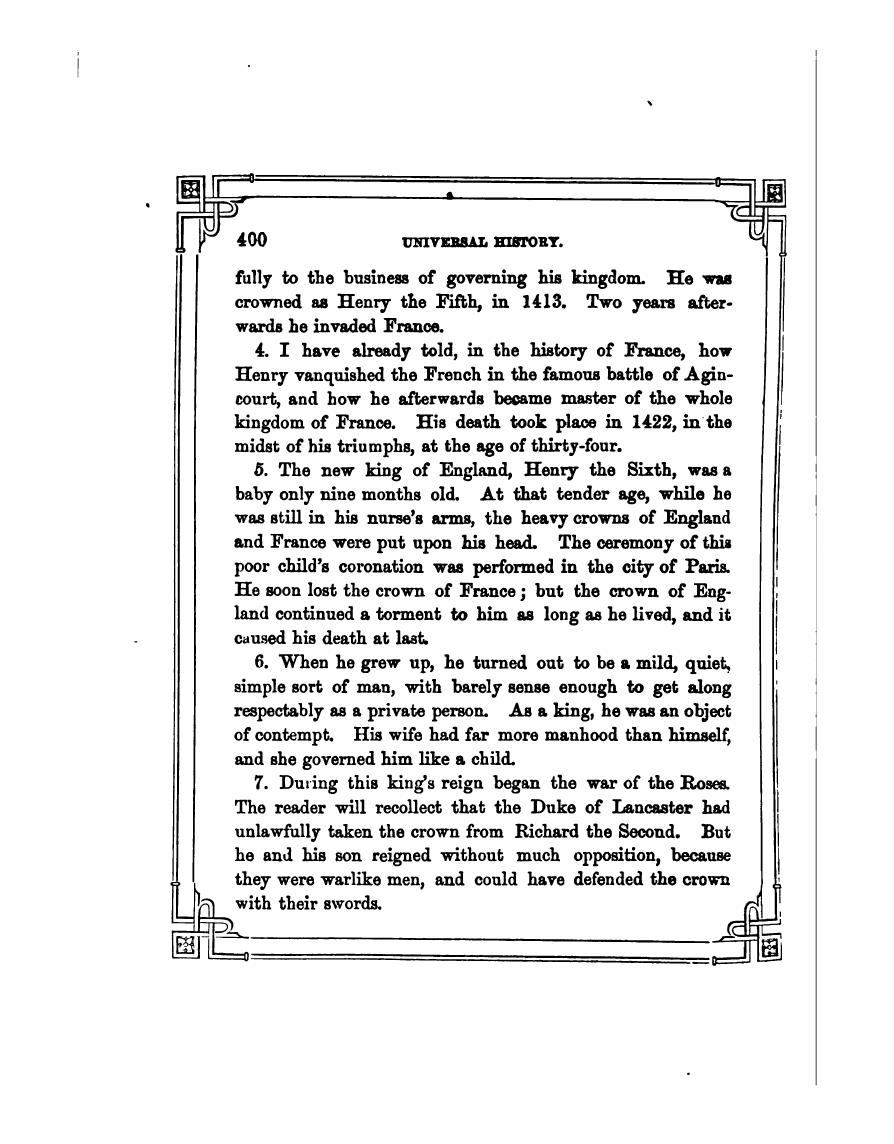 400 UNIVERSAL HISTORY.
fully to the business of governing his kingdom. He was
crowned as Henry the Fifth, in 1413. Two years after-
wards he invaded France.
4. I have already told, in the history of France, how
Henry vanquished the French in the famous battle of Agin-
court, and how he afterwards became master of the whole
kingdom of France. His death took place in 1422, in the
midst of his triumphs, at the age of thirty-four.
5. The new king of England, Henry the Sixth, was a
baby only nine months old. At that tender age, while he
was still in his nurse's arms, the heavy crowns of England
and France were put upon his head. The ceremony of this
poor child's coronation was performed in the city of Paris.
He soon lost the crown of France; but the crown of Eng-
land continued a torment to him as long as he lived, and it
caused his death at last.
6. When he grew up, he turned out to be a mild, quiet,
simple sort of man, with barely sense enough to get along
respectably as a private person. As a king, he was an object
of contempt. His wife had far more manhood than himself,
and she governed him like a child.
7. During this king's reign began the war of the Roses.
The reader will recollect that the Duke of Lancaster had
unlawfully taken the crown from Richard the Second. But
he and his son reigned without much opposition, because
they were warlike men, and could have defended the crown
with their swords.